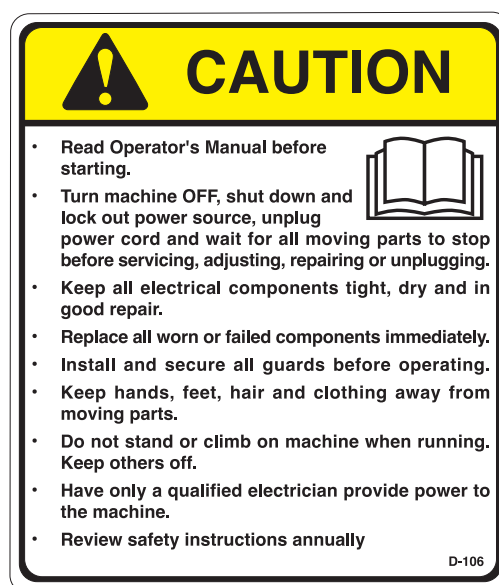 CAUTION
• Read Operator's Manual before
starting.
• Turn machine OFF, shut down and
lock out power source, unplug
power cord and wait for all moving parts to stop
before servicing, adjusting, repairing or unplugging.
• Keep all electrical components tight, dry and in
good repair.
• Replace all worn or failed components immediately.
• Install and secure all guards before operating.
• Keep hands, feet, hair and clothing away from
moving parts.
• Do not stand or climb on machine when running.
Keep others off.
• Have only a qualified electrician provide power to
the machine.
• Review safety instructions annually
D-106